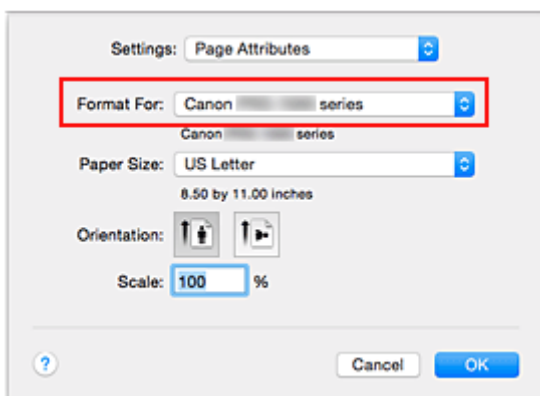 Settings: Page Attributes
Format For: Canon series
Canon series
Paper Size: US Letter
8.50 by 11.00 inches
Orientation:
Scale: 100 %
? Cancel OK